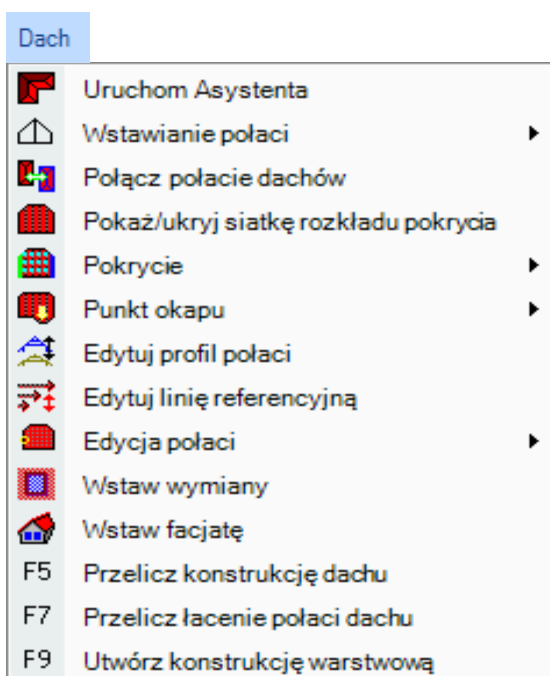 Dach
Uruchom Asystenta
Wstawianie połaci
Połącz połacie dachów
Pokaż/ukryj siatkę rozkładu pokrycia
Pokrycie
Punkt okapu
Edytuj profil połaci
Edytuj linię referencyjną
Edycja połaci
Wstaw wymiany
Wstaw facjatę
F5 Przelicz konstrukcję dachu
F7 Przelicz łacenie połaci dachu
F9 Utwórz konstrukcję warstwową